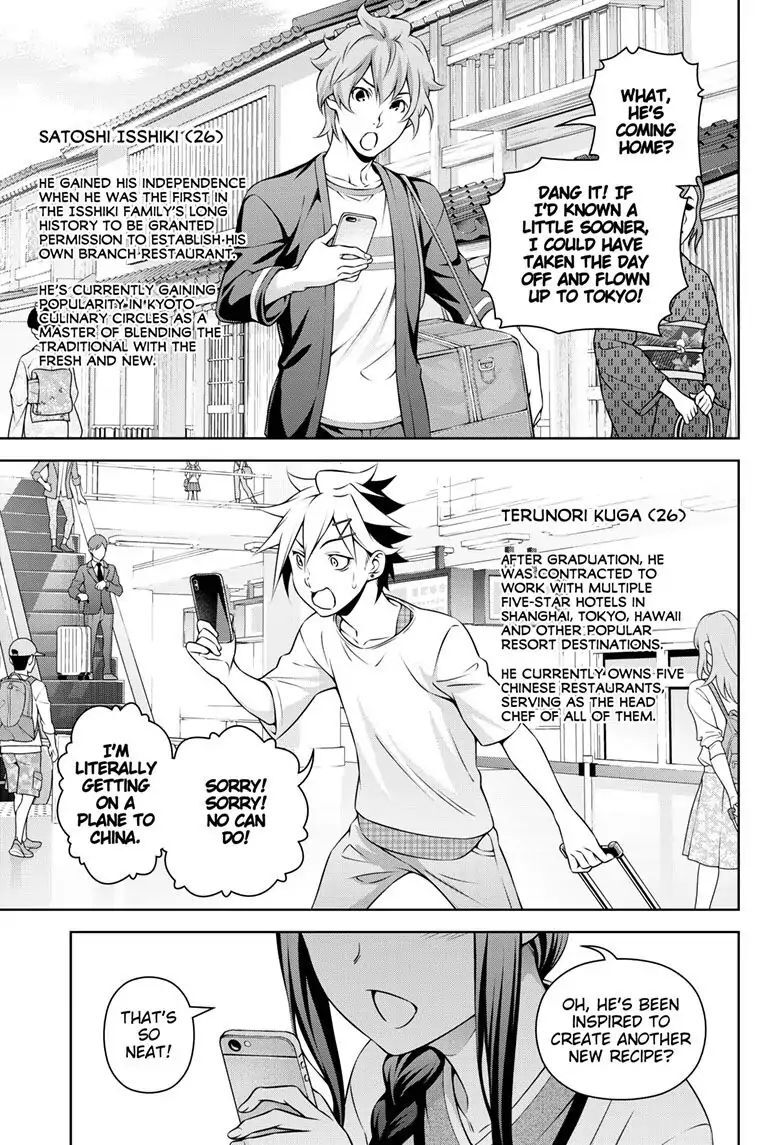 WHAT,
HE'S
COMING
HOME?
DANG IT! IF
I'D KNOWN A
LITTLE SOONER,
I COULD HAVE
TAKEN THE DAY
OFF AND FLOWN
UP TO TOKYO!
SATOSHI ISSHIKI (26)
HE GAINED HIS INDEPENDENCE
WHEN HE WAS THE FIRST IN
THE ISSHIKI FAMILY'S LONG
HISTORY TO BE GRANTED
PERMISSION TO ESTABLISH HIS
OWN BRANCH RESTAURANT.
HE'S CURRENTLY GAINING
POPULARITY IN KYOTO
CULINARY CIRCLES AS A
MASTER OF BLENDING THE
TRADITIONAL WITH THE
FRESH AND NEW.
TERUNORI KUGA (26)
AFTER GRADUATION, HE
WAS CONTRACTED TO
WORK WITH MULTIPLE
FIVE-STAR HOTELS IN
SHANGHAI, TOKYO, HAWAII
AND OTHER POPULAR
RESORT DESTINATIONS.
HE CURRENTLY OWNS FIVE
CHINESE RESTAURANTS,
SERVING AS THE HEAD
CHEF OF ALL OF THEM.
SORRY!
SORRY!
NO CAN
DO!
I'M
LITERALLY
GETTING
ON A
PLANE TO
CHINA.
OH, HE'S BEEN
INSPIRED TO
CREATE ANOTHER
NEW RECIPE?
THAT'S
SO
NEAT!